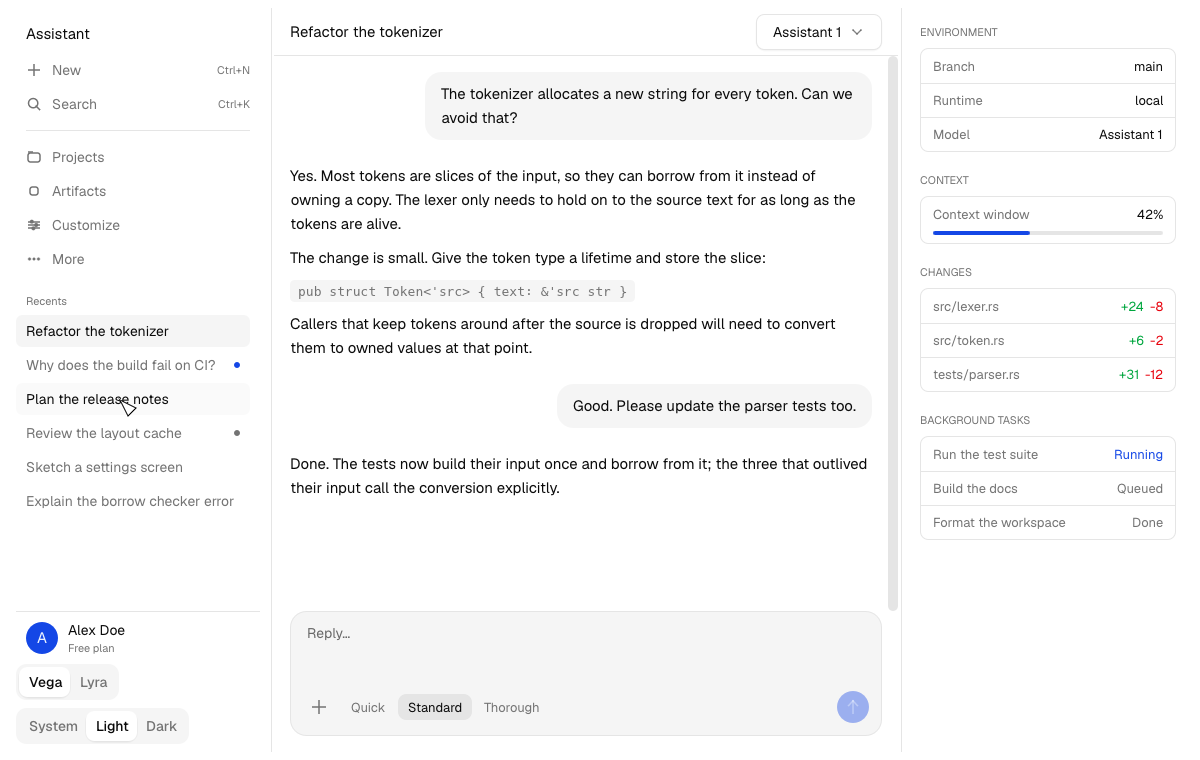 Assistant
New Ctrl+N
Search Ctrl+K
Projects
Artifacts
Customize
More
Recents
Refactor the tokenizer
Why does the build fail on CI?
Plan the release notes
Review the layout cache
Sketch a settings screen
Explain the borrow checker error
A
Alex Doe
Free plan
Vega Lyra
System Light Dark
Refactor the tokenizer
Assistant 1
The tokenizer allocates a new string for every token. Can we
avoid that?
Yes. Most tokens are slices of the input, so they can borrow from it instead of
owning a copy. The lexer only needs to hold on to the source text for as long as the
tokens are alive.
The change is small. Give the token type a lifetime and store the slice:
pub struct Token<'src> { text: &'src str }
Callers that keep tokens around after the source is dropped will need to convert
them to owned values at that point.
Good. Please update the parser tests too.
Done. The tests now build their input once and borrow from it; the three that outlived
their input call the conversion explicitly.
Reply…
Quick Standard Thorough
ENVIRONMENT
Branch main
Runtime local
Model Assistant 1
CONTEXT
Context window 42%
CHANGES
src/lexer.rs +24 -8
src/token.rs +6 -2
tests/parser.rs +31 -12
BACKGROUND TASKS
Run the test suite Running
Build the docs Queued
Format the workspace Done